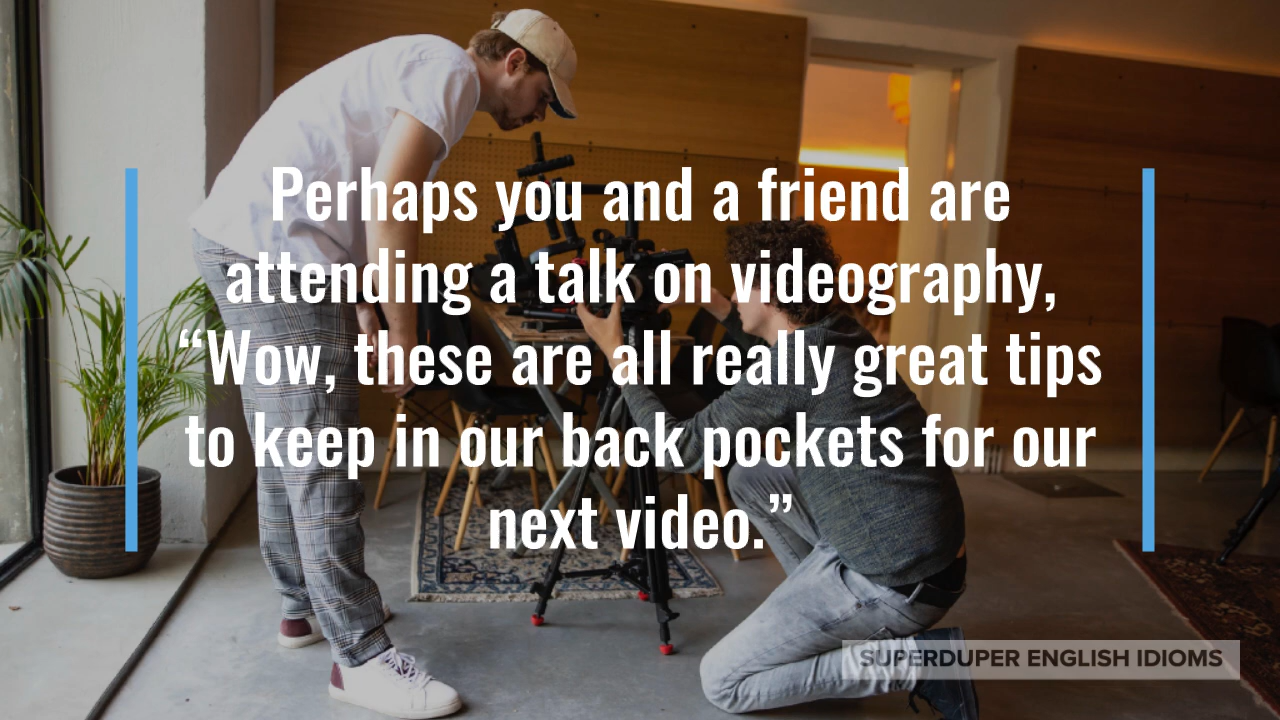 Perhaps you and a friend are
attending a talk on videography,
“Wow, these are all really great tips
to keep in our back pockets for our
next video.”
SUPERDUPER ENGLISH IDIOMS